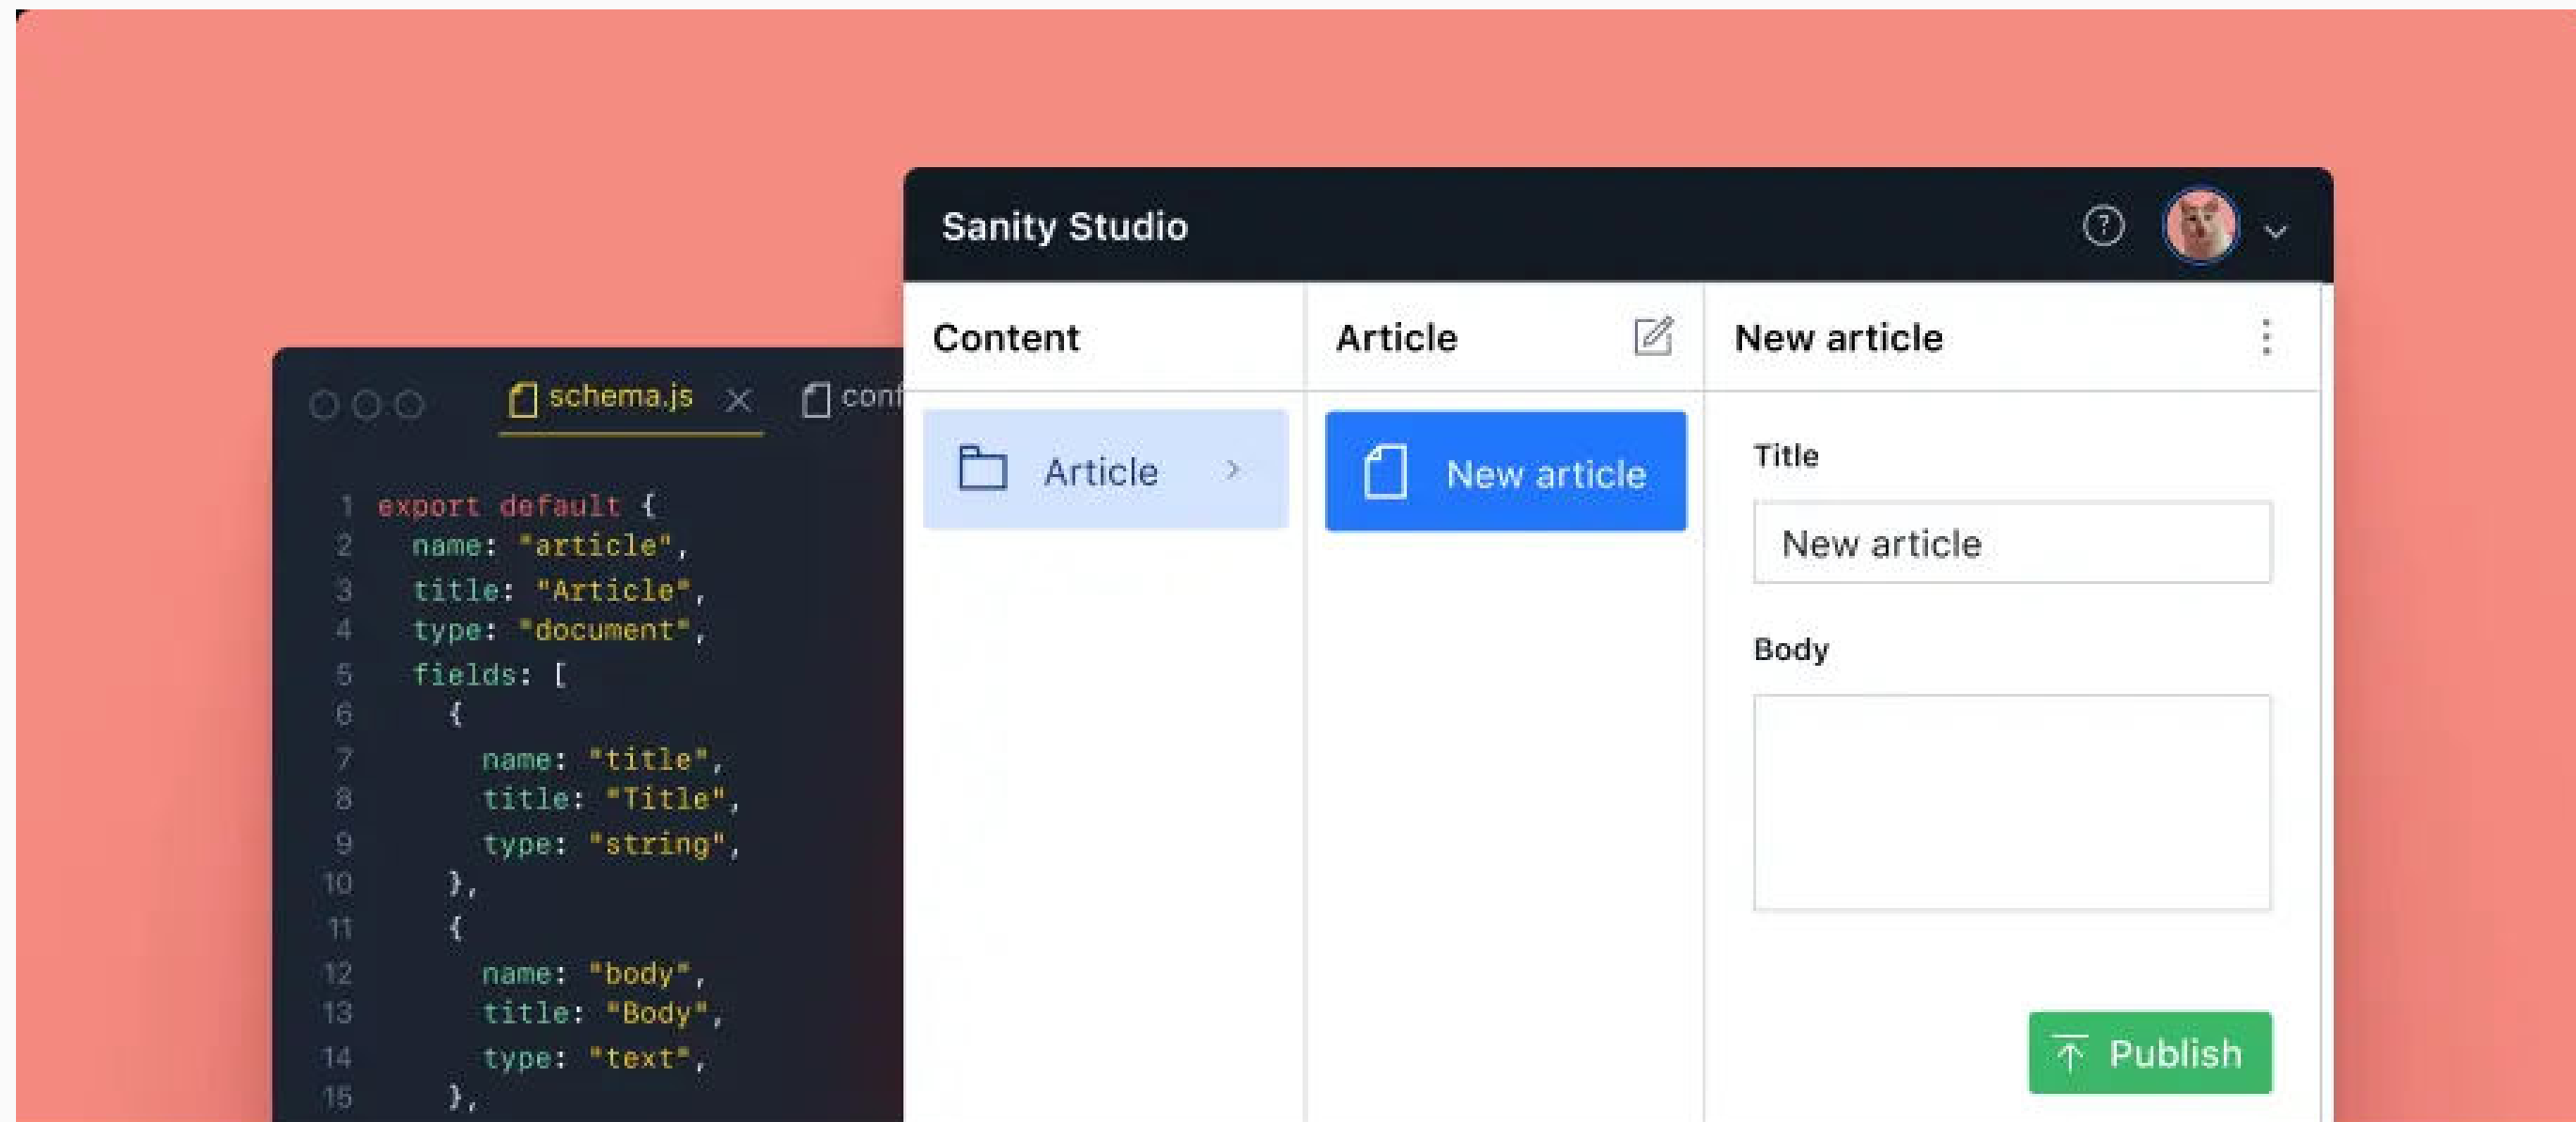 Sanity Studio
?
Content
Article
New article
Article
New article
Title
New article
Body
Publish
schema.js
conf
1 export default {
2 name: "article",
3 title: "Article",
4 type: "document",
5 fields: [
6 {
7 name: "title",
8 title: "Title",
9 type: "string",
10 },
11 {
12 name: "body",
13 title: "Body",
14 type: "text",
15 },